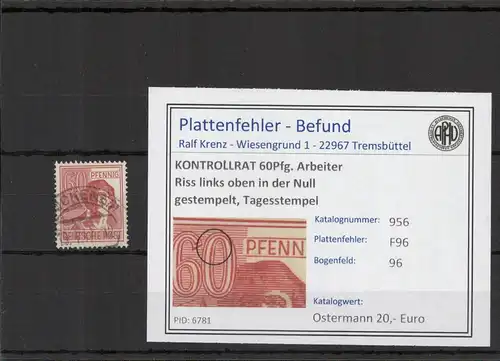 Plattenfehler - Befund
Ralf Krenz - Wiesengrund 1 - 22967 Tremsbüttel
KONTROLLRAT 60Pfg. Arbeiter
Riss links oben in der Null
gestempelt, Tagesstempel
Katalognummer: 956
Plattenfehler: F96
Bogenfeld: 96
Katalogwert:
Ostermann 20,- Euro
PID: 6781
60 PFENN
60 PFENNIG
DEUTSCHE POST